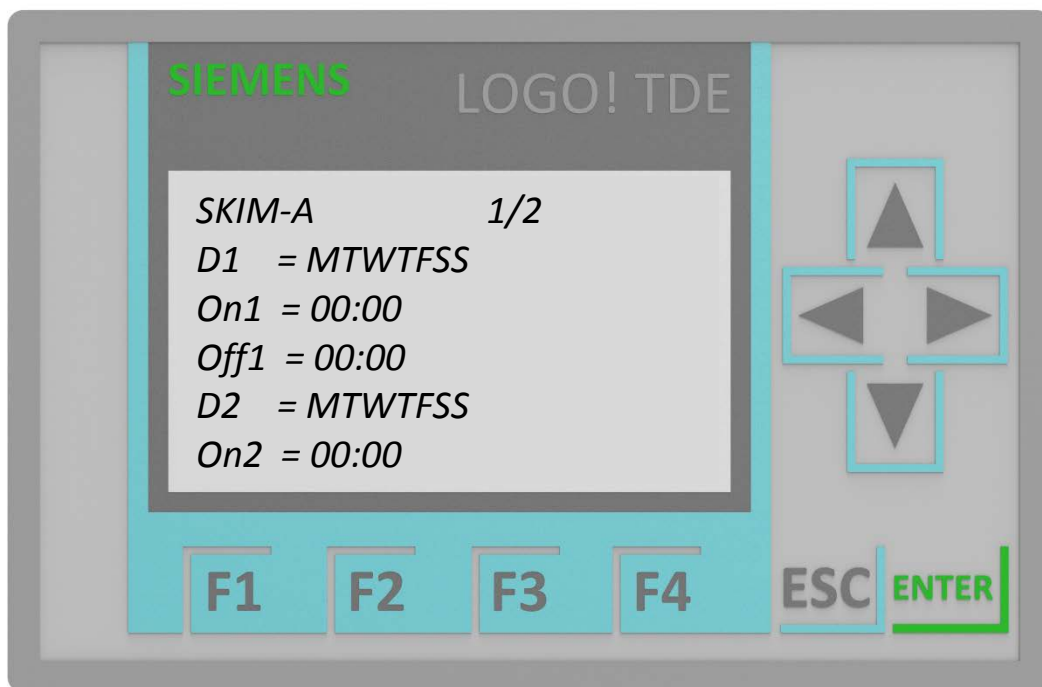 SIEMENS
LOGO! TDE
SKIM-A 1/2
D1 = MTWTFSS
On1 = 00:00
Off1 = 00:00
D2 = MTWTFSS
On2 = 00:00
F1 F2 F3 F4 ESC ENTER